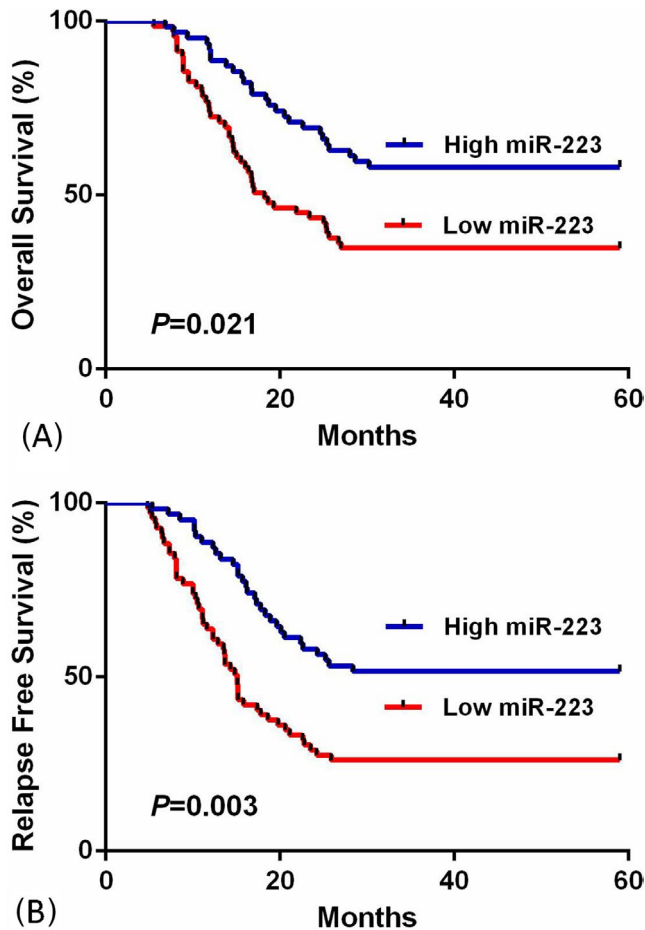 100
Overall Survival (%)
High miR-223
50
Low miR-223
P=0.021
0
0 20 40 60
(A)
Months
100
Relapse Free Survival (%)
High miR-223
50
Low miR-223
P=0.003
0
0 20 40 60
(B)
Months